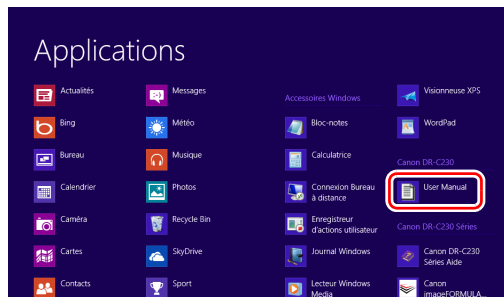 Applications
Actualités
Bing
Bureau
Calendrier
Caméra
Cartes
Contacts
Messages
Météo
Musique
Photos
Recycle Bin
SkyDrive
Sport
Accessoires Windows
Bloc-notes
Calculatrice
Connexion Bureau
à distance
Enregistreur
d'actions utilisateur
Journal Windows
Lecteur Windows
Media
Visionneuse XPS
WordPad
Canon DR-C230
User Manual
Canon DR-C230 Séries
Canon DR-C230
Séries Aide
Canon
imageFORMULA...